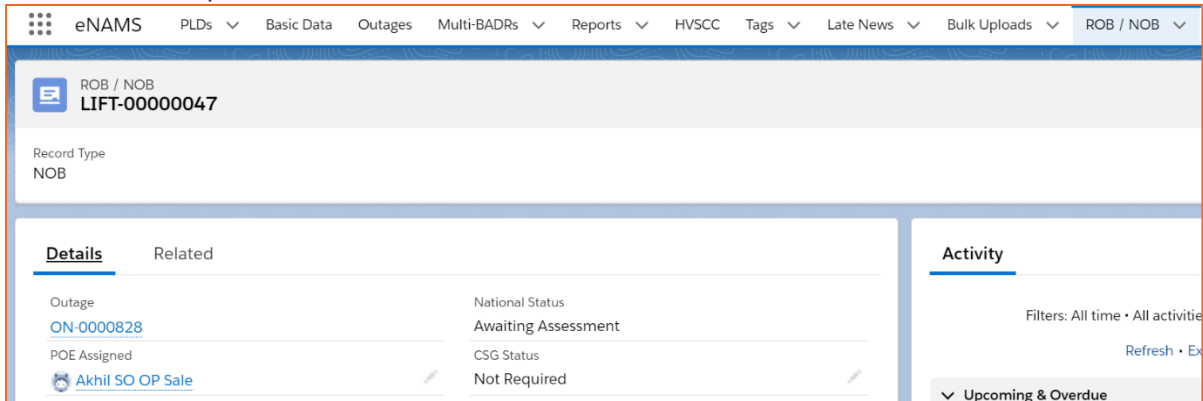 eNAMS PLDs Basic Data Outages Multi-BADRs Reports HVSCC Tags Late News Bulk Uploads ROB / NOB
ROB / NOB
LIFT-00000047
Record Type
NOB
Details Related
Outage
ON-0000828
National Status
Awaiting Assessment
POE Assigned
Akhil SO OP Sale
CSG Status
Not Required
Activity
Filters: All time • All activitie
Refresh • Ex
Upcoming & Overdue